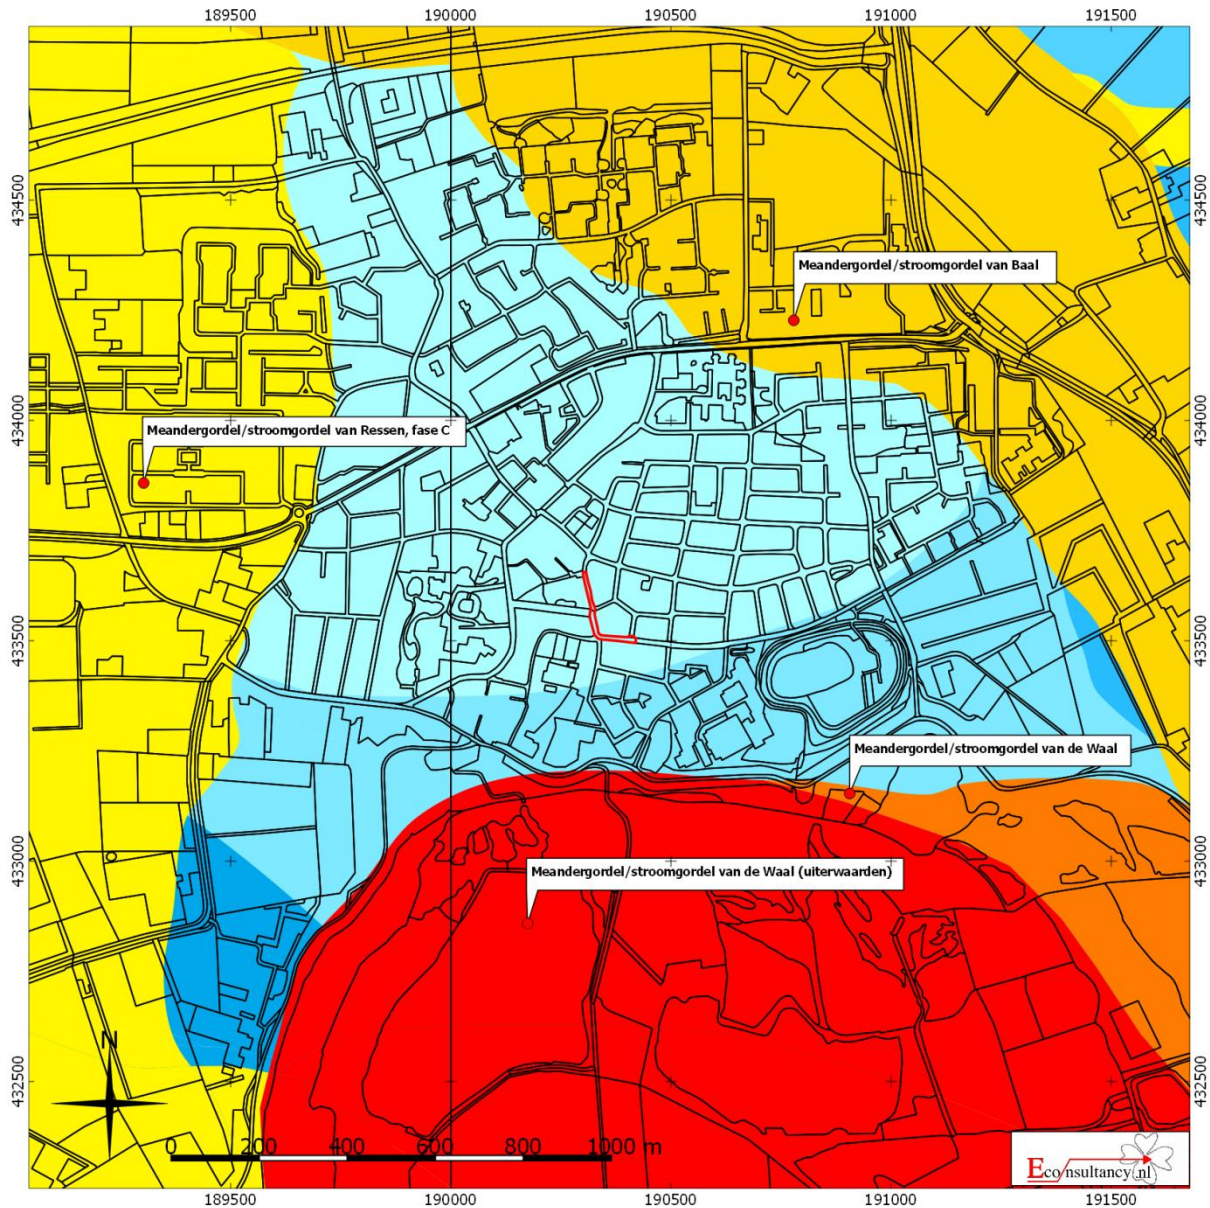 189500 190000 190500 191000 191500
434500 434500
Meandergordel/stroomgordel van Baal
434000 434000
Meandergordel/stroomgordel van Ressen, fase C
433500 433500
Meandergordel/stroomgordel van de Waal
433000 433000
Meandergordel/stroomgordel van de Waal (uiterwaarden)
N
432500 432500
0 200 400 600 800 1000 m
Econsultancy.nl
189500 190000 190500 191000 191500